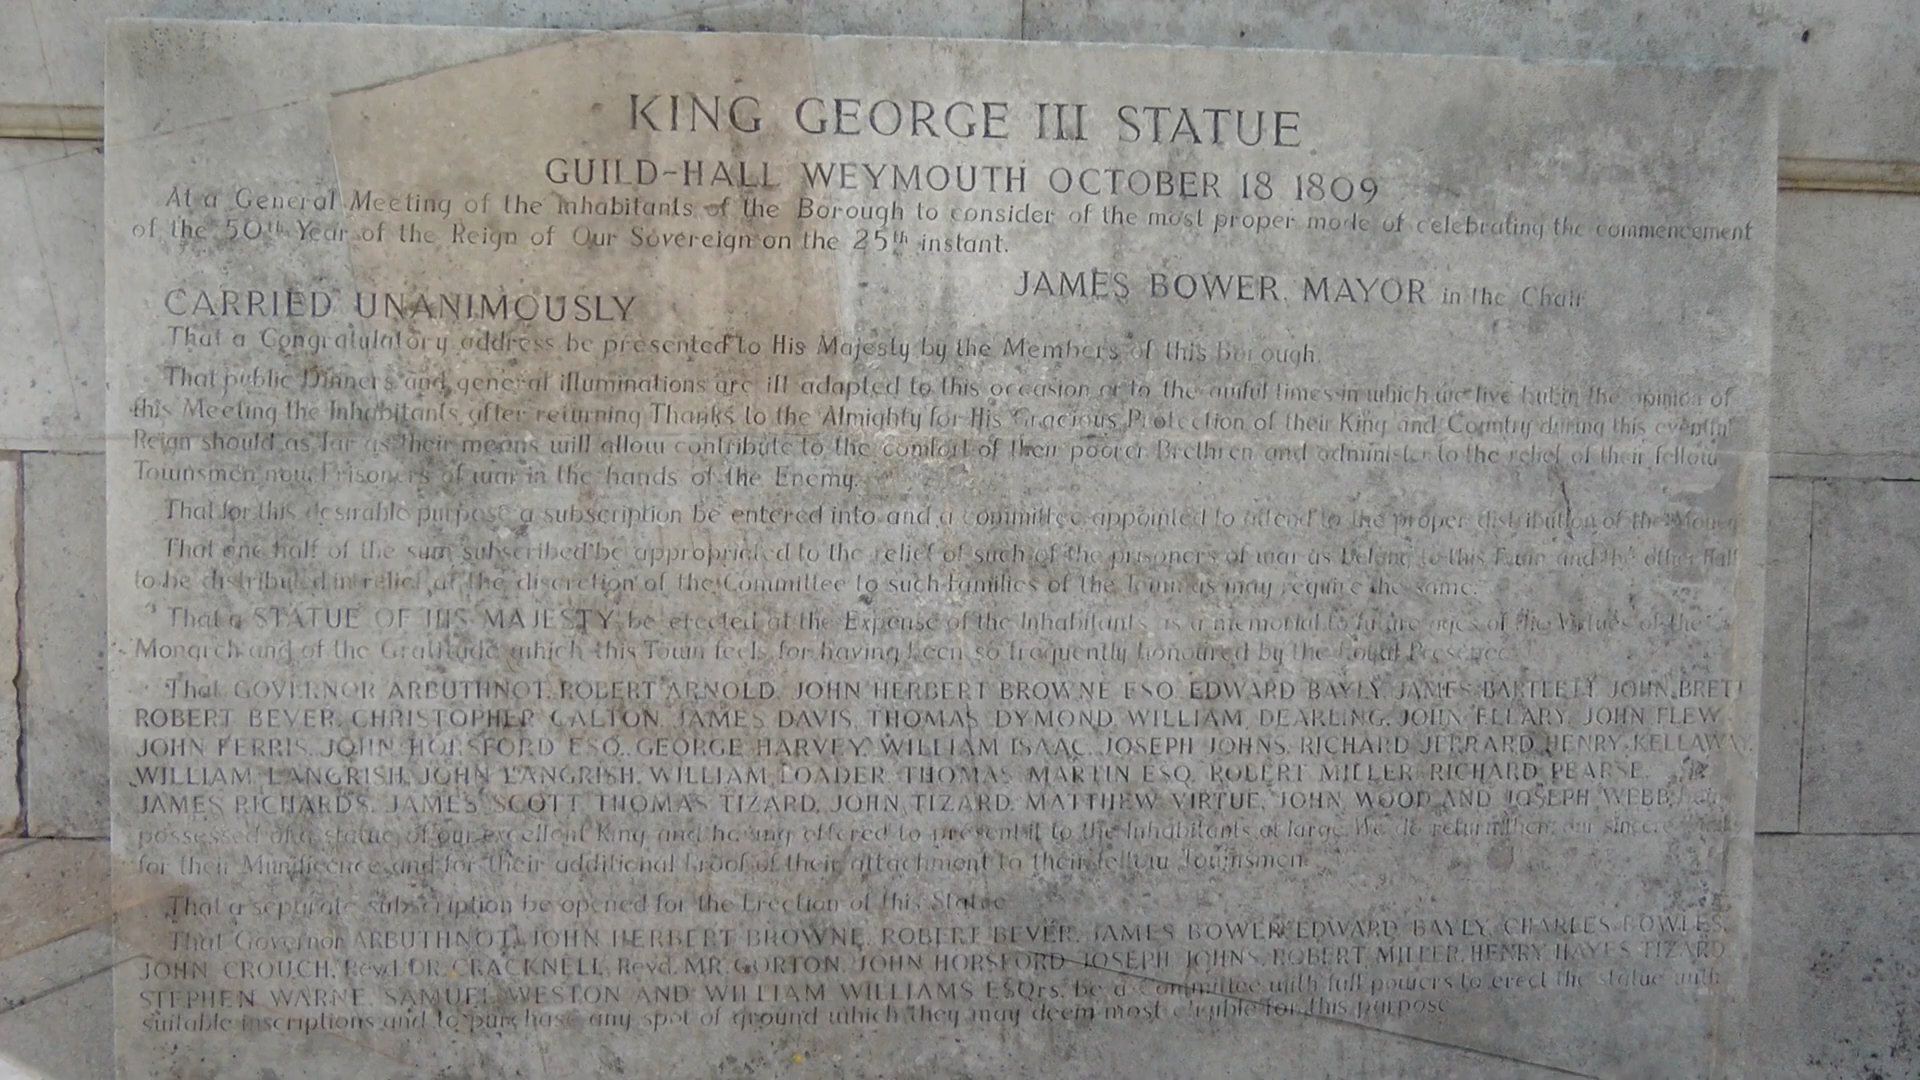 KING GEORGE III STATUE
GUILD-HALL WEYMOUTH OCTOBER 18 1809
At a General Meeting of the inhabitants of the Borough to consider of the most proper mode of celebrating the commencement
of the 50th Year of the Reign of Our Sovereign on the 25th instant.
JAMES BOWER, MAYOR in the Chair
CARRIED UNANIMOUSLY
That a Congratulatory address be presented to His Majesty by the Members of this Borough.
That public Dinners and general illuminations are ill adapted to this occasion or to the awful times in which we live but in the opinion of
this Meeting the Inhabitants after returning Thanks to the Almighty for His Gracious Protection of their King and Country during this eventful
Reign should as far as their means will allow contribute to the comfort of their poorer Brethren and administer to the relief of their fellow
Townsmen now Prisoners of war in the hands of the Enemy.
That for this desirable purpose a subscription be entered into and a committee appointed to attend to the proper distribution of the Money
That one half of the sum subscribed be appropriated to the relief of such of the prisoners of war as belong to this Town and the other Half
to be distributed in relief at the discretion of the Committee to such Families of the Town as may require the same.
That a STATUE OF HIS MAJESTY be erected at the Expense of the Inhabitants as a memorial to future ages of the Virtues of the
Monarch and of the Gratitude which this Town feels for having been so frequently honoured by the Royal Presence
That GOVERNOR ARBUTHNOT, ROBERT ARNOLD, JOHN HERBERT BROWNE ESQ. EDWARD BAYLY, JAMES BARTLETT, JOHN BRETT
ROBERT BEVER, CHRISTOPHER GALTON, JAMES DAVIS, THOMAS DYMOND, WILLIAM DEARLING, JOHN ELLARY, JOHN FLEW
JOHN FERRIS, JOHN HORSFORD ESQ. GEORGE HARVEY, WILLIAM ISAAC, JOSEPH JOHNS, RICHARD JERRARD, HENRY KELLAWAY,
WILLIAM LANGRISH, JOHN LANGRISH, WILLIAM LOADER, THOMAS MARTIN ESQ. ROBERT MILLER, RICHARD PEARSE,
JAMES RICHARDS, JAMES SCOTT, THOMAS TIZARD, JOHN TIZARD, MATTHEW VIRTUE, JOHN WOOD AND JOSEPH WEBB
possessed of a statue of our excellent King and having offered to present it to the Inhabitants at large We do return them our sincere
for their Munificence and for their additional Proof of their attachment to their fellow Townsmen.
That a separate subscription be opened for the Erection of this Statue
That Governor ARBUTHNOT, JOHN HERBERT BROWNE, ROBERT BEVER, JAMES BOWER, EDWARD BAYLY, CHARLES BOWLES,
JOHN CROUCH, Revd. DR. CRACKNELL, Revd. MR. GORTON, JOHN HORSFORD, JOSEPH JOHNS, ROBERT MILLER, HENRY HAYES TIZARD
STEPHEN WARNE, SAMUEL WESTON AND WILLIAM WILLIAMS ESQrs. be a Committee with full powers to erect the statue with
suitable inscriptions and to purchase any spot of ground which they may deem most eligible for this purpose